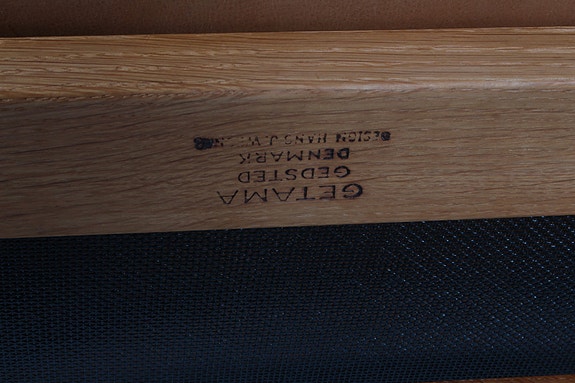 GETAMA
GEDSTED
DENMARK
DESIGN HANS J.